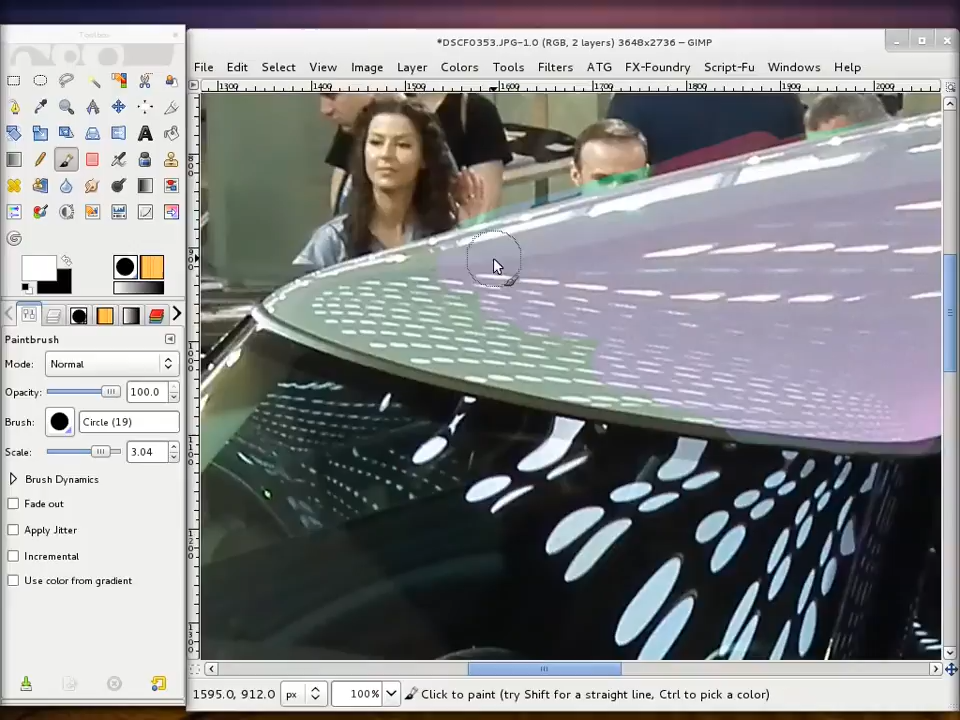 Toolbox
*DSCF0353.JPG-1.0 (RGB, 2 layers) 3648x2736 – GIMP
File Edit Select View Image Layer Colors Tools Filters ATG FX-Foundry Script-Fu Windows Help
1300 1400 1500 1600 1700 1800 1900 2000
Paintbrush
Mode: Normal
Opacity: 100.0
Brush: Circle (19)
Scale: 3.04
Brush Dynamics
Fade out
Apply Jitter
Incremental
Use color from gradient
1595.0, 912.0 px 100% Click to paint (try Shift for a straight line, Ctrl to pick a color)